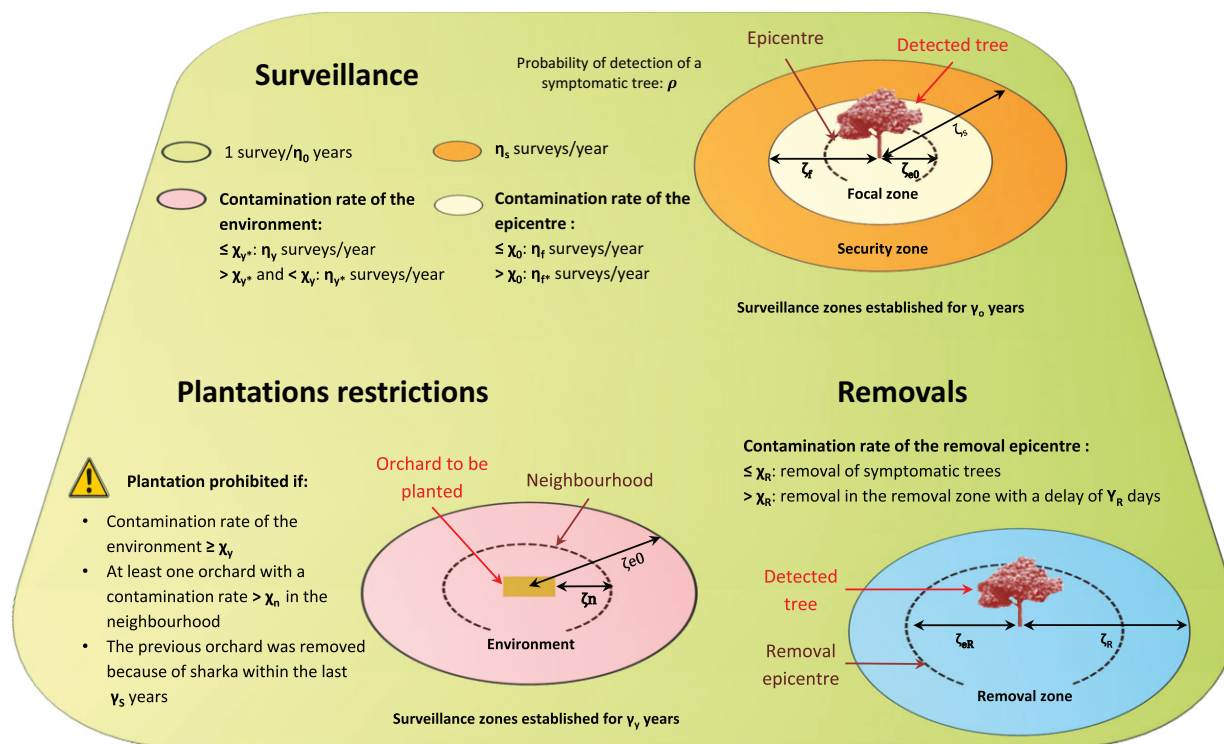 Surveillance
Probability of detection of a
symptomatic tree: ρ
1 survey/η₀ years
ηₛ surveys/year
Contamination rate of the
environment:
≤ χy*: ηy surveys/year
> χy* and < χy: ηy* surveys/year
Contamination rate of the
epicentre :
≤ χ₀: ηf surveys/year
> χ₀: ηf* surveys/year
Epicentre
Detected tree
ζs
ζf
ζe0
Focal zone
Security zone
Surveillance zones established for γo years
Plantations restrictions
Plantation prohibited if:
• Contamination rate of the
environment ≥ χy
• At least one orchard with a
contamination rate > χn in the
neighbourhood
• The previous orchard was removed
because of sharka within the last
γS years
Orchard to be
planted
Neighbourhood
ζe0
ζn
Environment
Surveillance zones established for γy years
Removals
Contamination rate of the removal epicentre :
≤ χR: removal of symptomatic trees
> χR: removal in the removal zone with a delay of ϒR days
Detected
tree
ζeR
ζR
Removal
epicentre
Removal zone